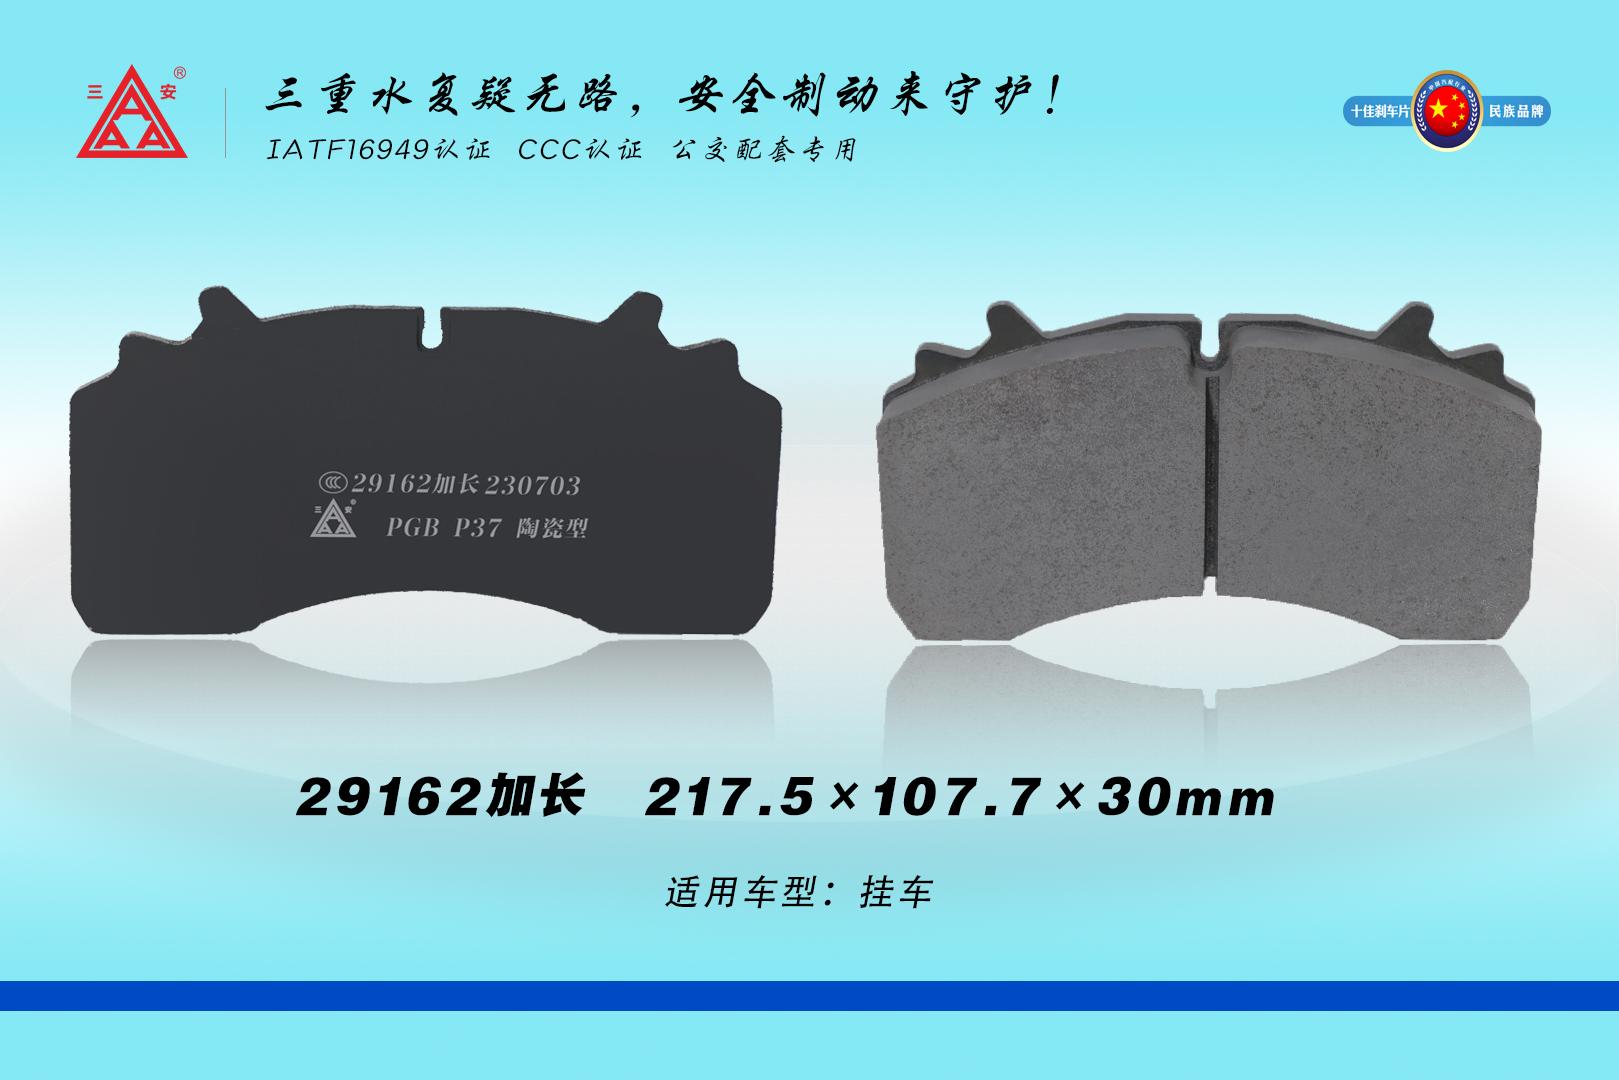 三 安 ®
三重水复疑无路，安全制动来守护！
IATF16949认证 CCC认证 公交配套专用
十佳刹车片 民族品牌
29162加长 230703
三 安 ®
PGB P37 陶瓷型
29162加长 217.5×107.7×30mm
适用车型：挂车